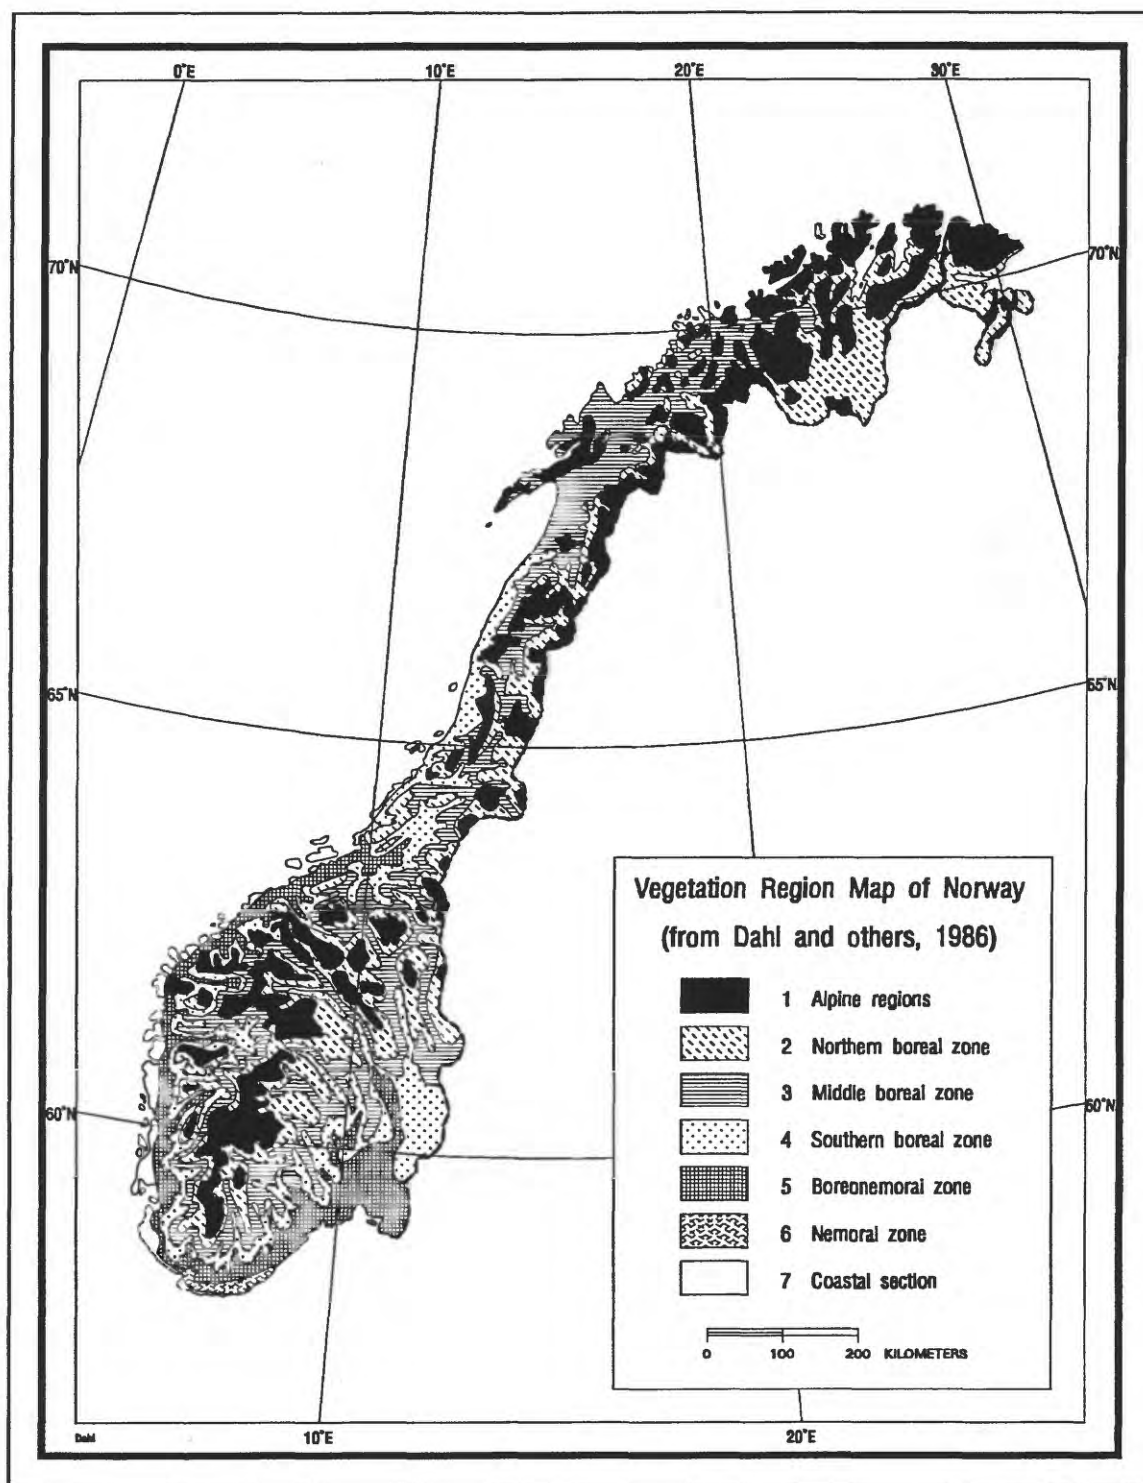 0°E 10°E 20°E 30°E
70°N 70°N
65°N 65°N
60°N 60°N
Vegetation Region Map of Norway
(from Dahl and others, 1986)
1 Alpine regions
2 Northern boreal zone
3 Middle boreal zone
4 Southern boreal zone
5 Boreonemoral zone
6 Nemoral zone
7 Coastal section
0 100 200 KILOMETERS
Dahl
10°E 20°E